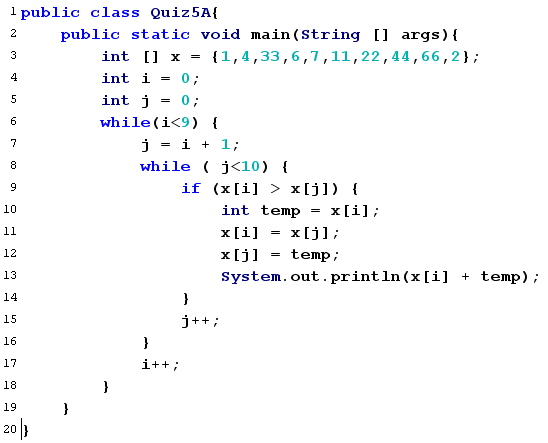 1 public class Quiz5A{
2     public static void main(String [] args){
3         int [] x = {1,4,33,6,7,11,22,44,66,2};
4         int i = 0;
5         int j = 0;
6         while(i<9) {
7             j = i + 1;
8             while ( j<10) {
9                 if (x[i] > x[j]) {
10                     int temp = x[i];
11                     x[i] = x[j];
12                     x[j] = temp;
13                     System.out.println(x[i] + temp);
14                 }
15                 j++;
16             }
17             i++;
18         }
19     }
20 }